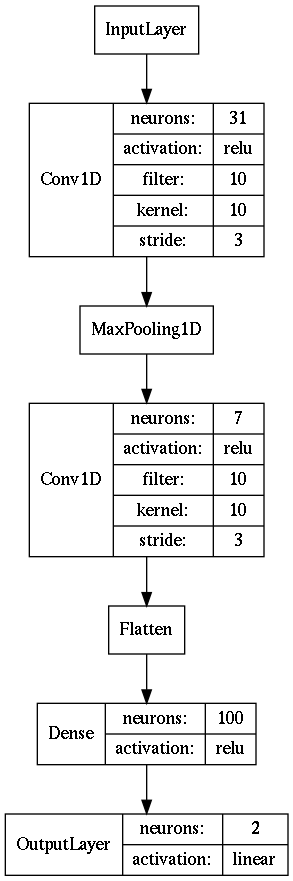 InputLayer
Conv1D
neurons: 31
activation: relu
filter: 10
kernel: 10
stride: 3
MaxPooling1D
Conv1D
neurons: 7
activation: relu
filter: 10
kernel: 10
stride: 3
Flatten
Dense
neurons: 100
activation: relu
OutputLayer
neurons: 2
activation: linear